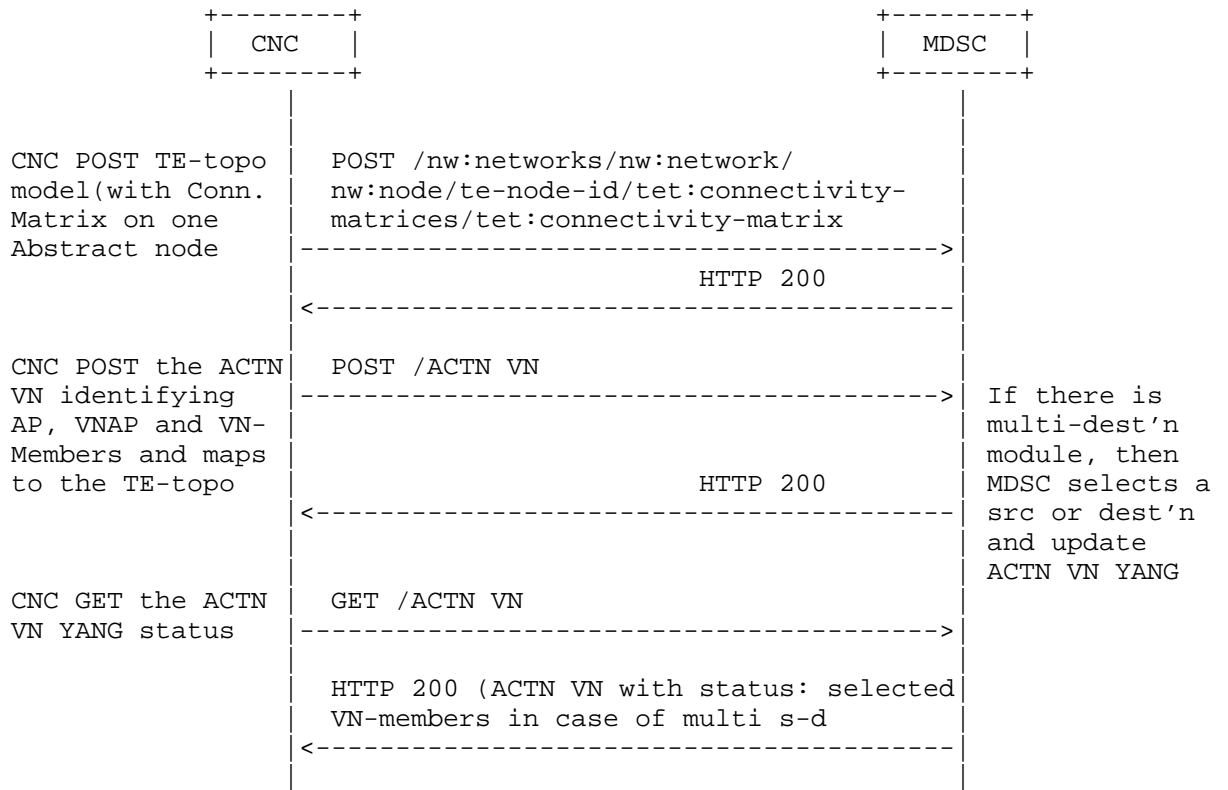 CNC MDSC
CNC POST TE-topo POST /nw:networks/nw:network/
model(with Conn. nw:node/te-node-id/tet:connectivity-
Matrix on one matrices/tet:connectivity-matrix
Abstract node
HTTP 200
CNC POST the ACTN POST /ACTN VN
VN identifying If there is
AP, VNAP and VN- multi-dest'n
Members and maps module, then
to the TE-topo HTTP 200 MDSC selects a
src or dest'n
and update
ACTN VN YANG
CNC GET the ACTN GET /ACTN VN
VN YANG status
HTTP 200 (ACTN VN with status: selected
VN-members in case of multi s-d